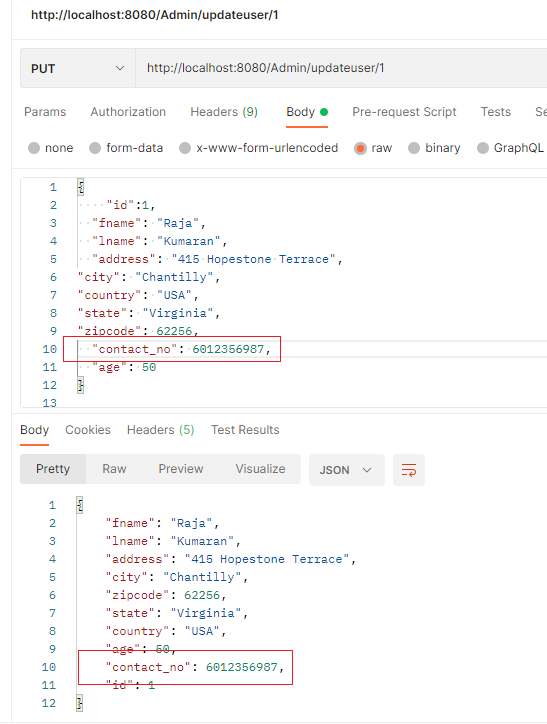 http://localhost:8080/Admin/updateuser/1
PUT http://localhost:8080/Admin/updateuser/1
Params Authorization Headers (9) Body Pre-request Script Tests Se
none form-data x-www-form-urlencoded raw binary GraphQL
1 {
2 ····"id":1,
3 ··"fname":·"Raja",
4 ··"lname":·"Kumaran",
5 ··"address":·"415·Hopestone·Terrace",
6 "city":·"Chantilly",
7 "country":·"USA",
8 "state":·"Virginia",
9 "zipcode":·62256,
10 ··"contact_no":·6012356987,
11 ··"age":·50
12 }
13
Body Cookies Headers (5) Test Results
Pretty Raw Preview Visualize JSON
1 {
2 "fname": "Raja",
3 "lname": "Kumaran",
4 "address": "415 Hopestone Terrace",
5 "city": "Chantilly",
6 "zipcode": 62256,
7 "state": "Virginia",
8 "country": "USA",
9 "age": 50,
10 "contact_no": 6012356987,
11 "id": 1
12 }